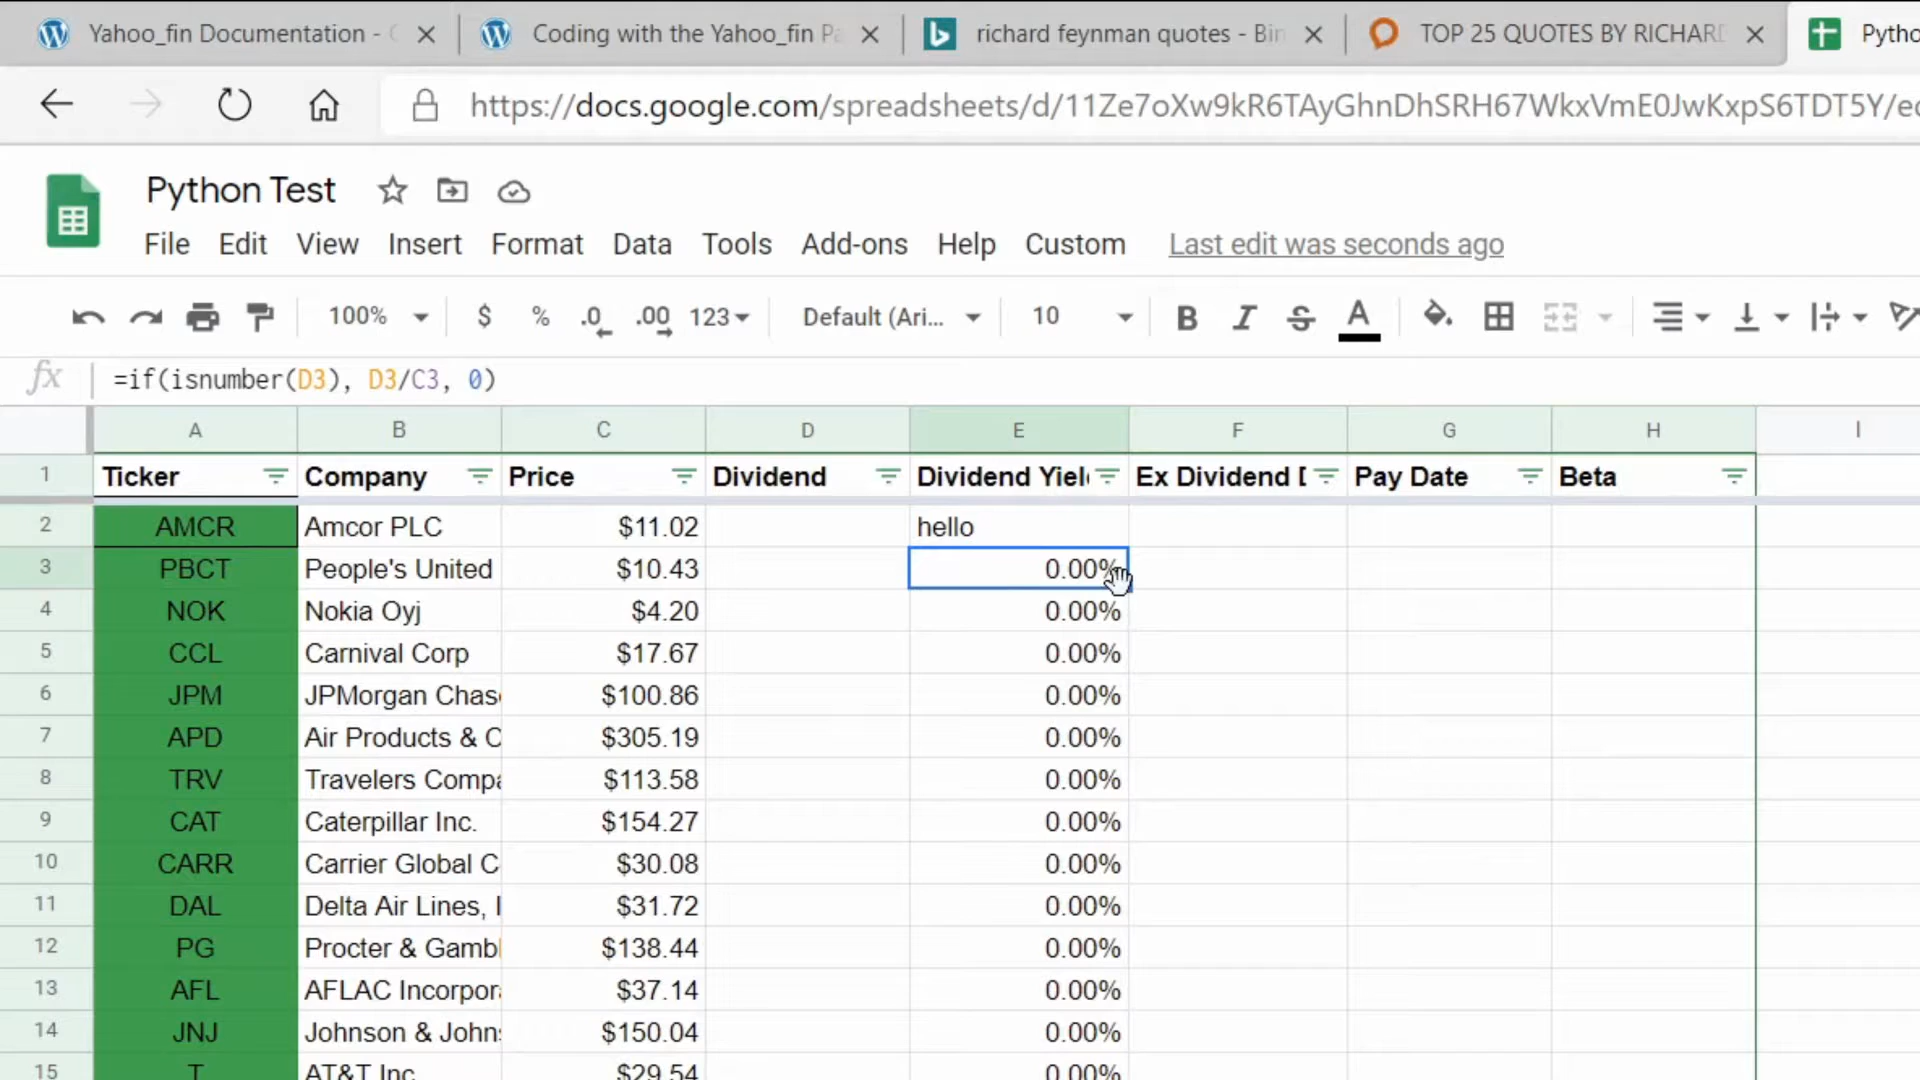 Yahoo_fin Documentation - Coding with the Yahoo_fin Pa richard feynman quotes - Bin TOP 25 QUOTES BY RICHARD Pytho
https://docs.google.com/spreadsheets/d/11Ze7oXw9kR6TAyGhnDhSRH67WkxVmE0JwKxpS6TDT5Y/ed
Python Test
File Edit View Insert Format Data Tools Add-ons Help Custom Last edit was seconds ago
100% $ % .0 .00 123 Default (Ari... 10 B I S A
fx =if(isnumber(D3), D3/C3, 0)
A B C D E F G H I
1 Ticker Company Price Dividend Dividend Yiel Ex Dividend D Pay Date Beta
2 AMCR Amcor PLC $11.02 hello
3 PBCT People's United $10.43 0.00%
4 NOK Nokia Oyj $4.20 0.00%
5 CCL Carnival Corp $17.67 0.00%
6 JPM JPMorgan Chas $100.86 0.00%
7 APD Air Products & C $305.19 0.00%
8 TRV Travelers Compa $113.58 0.00%
9 CAT Caterpillar Inc. $154.27 0.00%
10 CARR Carrier Global C $30.08 0.00%
11 DAL Delta Air Lines, I $31.72 0.00%
12 PG Procter & Gambl $138.44 0.00%
13 AFL AFLAC Incorpor $37.14 0.00%
14 JNJ Johnson & John $150.04 0.00%
15 T AT&T Inc $29.54 0.00%